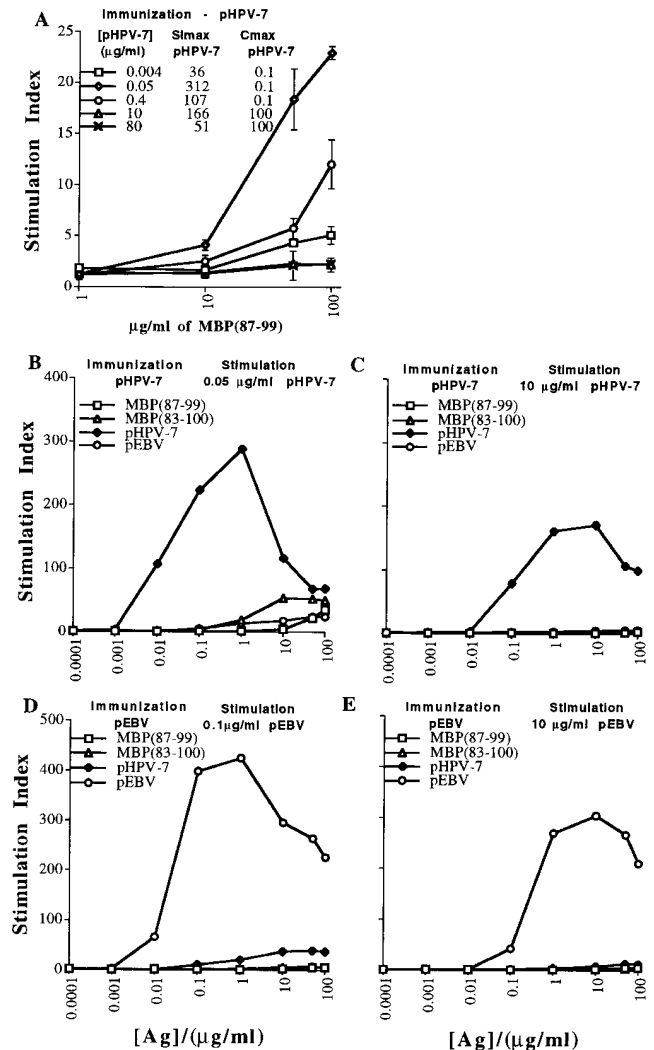 A
Immunization - pHPV-7
[pHPV-7] SImax Cmax
(μg/ml) pHPV-7 pHPV-7
0.004 36 0.1
0.05 312 0.1
0.4 107 0.1
10 166 100
80 51 100
25
20
15
10
5
0
Stimulation Index
1
10
100
μg/ml of MBP(87-99)
B
Immunization Stimulation
pHPV-7 0.05 μg/ml pHPV-7
MBP(87-99)
MBP(83-100)
pHPV-7
pEBV
400
300
200
100
0
Stimulation Index
0.0001
0.001
0.01
0.1
1
10
100
C
Immunization Stimulation
pHPV-7 10 μg/ml pHPV-7
MBP(87-99)
MBP(83-100)
pHPV-7
pEBV
0.0001
0.001
0.01
0.1
1
10
100
D
Immunization Stimulation
pEBV 0.1μg/ml pEBV
MBP(87-99)
MBP(83-100)
pHPV-7
pEBV
500
400
300
200
100
0
Stimulation Index
0.0001
0.001
0.01
0.1
1
10
100
[Ag]/(μg/ml)
E
Immunization Stimulation
pEBV 10 μg/ml pEBV
MBP(87-99)
MBP(83-100)
pHPV-7
pEBV
0.0001
0.001
0.01
0.1
1
10
100
[Ag]/(μg/ml)